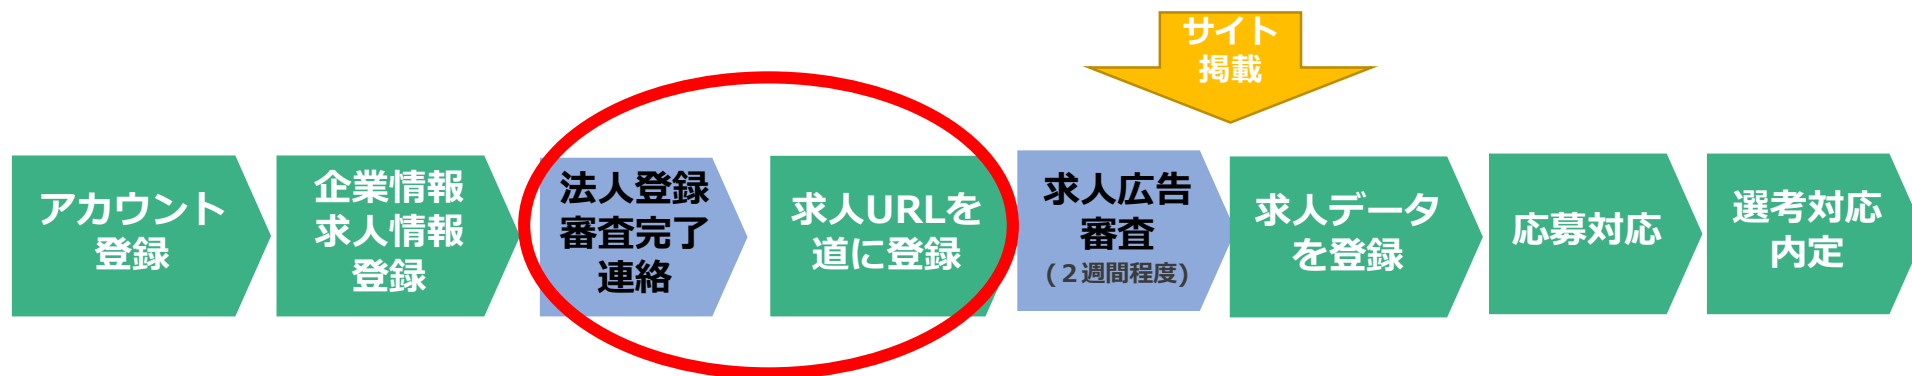 サイト
掲載
アカウント
登録
企業情報
求人情報
登録
法人登録
審査完了
連絡
求人URLを
道に登録
求人広告
審査
(２週間程度)
求人データ
を登録
応募対応
選考対応
内定